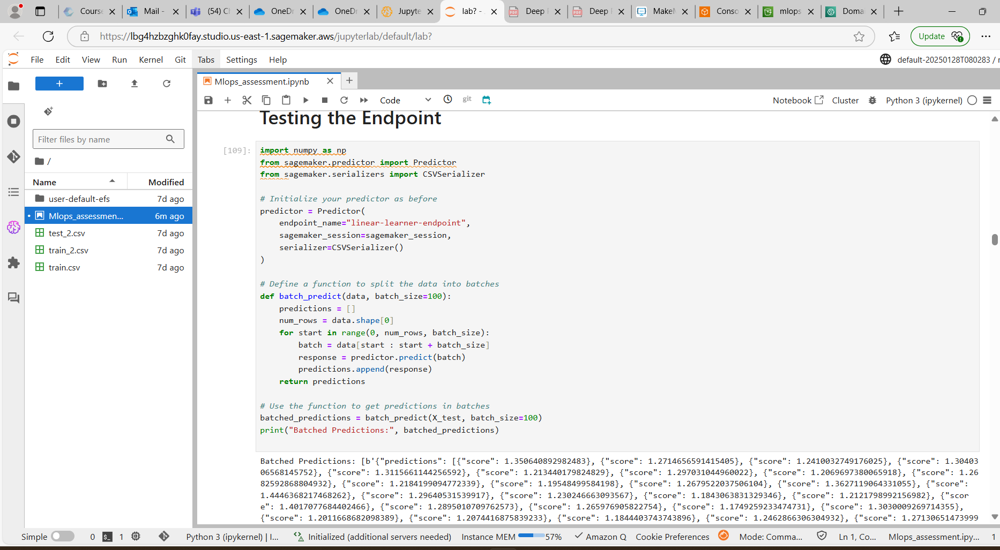 Course
Mail -
(54) Ch
OneDr
OneDr
Jupyte
lab? -
Deep
Deep
MakeM
Conso
mlops
Domai
https://lbg4hzbzghk0fay.studio.us-east-1.sagemaker.aws/jupyterlab/default/lab?
Update
File Edit View Run Kernel Git Tabs Settings Help
default-20250128T080283 /
+
Mlops_assessment.ipynb
Code
git
Notebook
Cluster
Python 3 (ipykernel)
Filter files by name
/
Name
Modified
user-default-efs 7d ago
Mlops_assessmen... 6m ago
test_2.csv 7d ago
train_2.csv 7d ago
train.csv 7d ago
Testing the Endpoint
[109]:
import numpy as np
from sagemaker.predictor import Predictor
from sagemaker.serializers import CSVSerializer
# Initialize your predictor as before
predictor = Predictor(
endpoint_name="linear-learner-endpoint",
sagemaker_session=sagemaker_session,
serializer=CSVSerializer()
)
# Define a function to split the data into batches
def batch_predict(data, batch_size=100):
predictions = []
num_rows = data.shape[0]
for start in range(0, num_rows, batch_size):
batch = data[start : start + batch_size]
response = predictor.predict(batch)
predictions.append(response)
return predictions
# Use the function to get predictions in batches
batched_predictions = batch_predict(X_test, batch_size=100)
print("Batched Predictions:", batched_predictions)
Batched Predictions: [b'{"predictions": [{"score": 1.350640892982483}, {"score": 1.2714656591415405}, {"score": 1.2410032749176025}, {"score": 1.30403
06568145752}, {"score": 1.3115661144256592}, {"score": 1.213440179824829}, {"score": 1.297031044960022}, {"score": 1.2069697380065918}, {"score": 1.26
82592868804932}, {"score": 1.2184199094772339}, {"score": 1.19548499584198}, {"score": 1.2679522037506104}, {"score": 1.3627119064331055}, {"score":
1.4446368217468262}, {"score": 1.29640531539917}, {"score": 1.230246663093567}, {"score": 1.1843063831329346}, {"score": 1.21217989921569​82}, {"scor
e": 1.4017077684402466}, {"score": 1.2895010709762573}, {"score": 1.265976905822754}, {"score": 1.1749259233474731}, {"score": 1.3030009269714355},
{"score": 1.2011668682098389}, {"score": 1.2074416875839233}, {"score": 1.1844403743743896}, {"score": 1.2462866306304932}, {"score": 1.27130651473999
Simple 0 1 Python 3 (ipykernel) | I... Initialized (additional servers needed) Instance MEM 57% Amazon Q Cookie Preferences Mode: Comma... Ln 1, Co... Mlops_assessment.ipy... 1